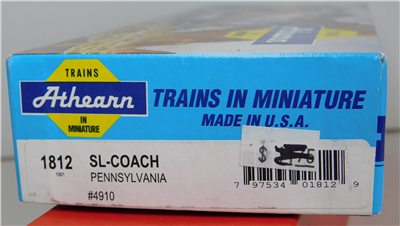 TRAINS
Athearn
IN
MINIATURE
TRAINS IN MINIATURE
MADE IN U.S.A.
1812 SL-COACH
PENNSYLVANIA
#4910
$
7 97534 01812 9